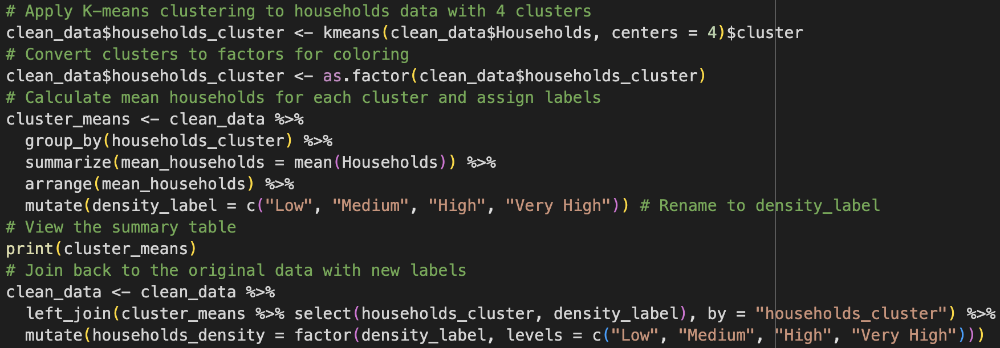 # Apply K-means clustering to households data with 4 clusters
clean_data$households_cluster <- kmeans(clean_data$Households, centers = 4)$cluster
# Convert clusters to factors for coloring
clean_data$households_cluster <- as.factor(clean_data$households_cluster)
# Calculate mean households for each cluster and assign labels
cluster_means <- clean_data %>%
  group_by(households_cluster) %>%
  summarize(mean_households = mean(Households)) %>%
  arrange(mean_households) %>%
  mutate(density_label = c("Low", "Medium", "High", "Very High")) # Rename to density_label
# View the summary table
print(cluster_means)
# Join back to the original data with new labels
clean_data <- clean_data %>%
  left_join(cluster_means %>% select(households_cluster, density_label), by = "households_cluster") %>%
  mutate(households_density = factor(density_label, levels = c("Low", "Medium", "High", "Very High")))